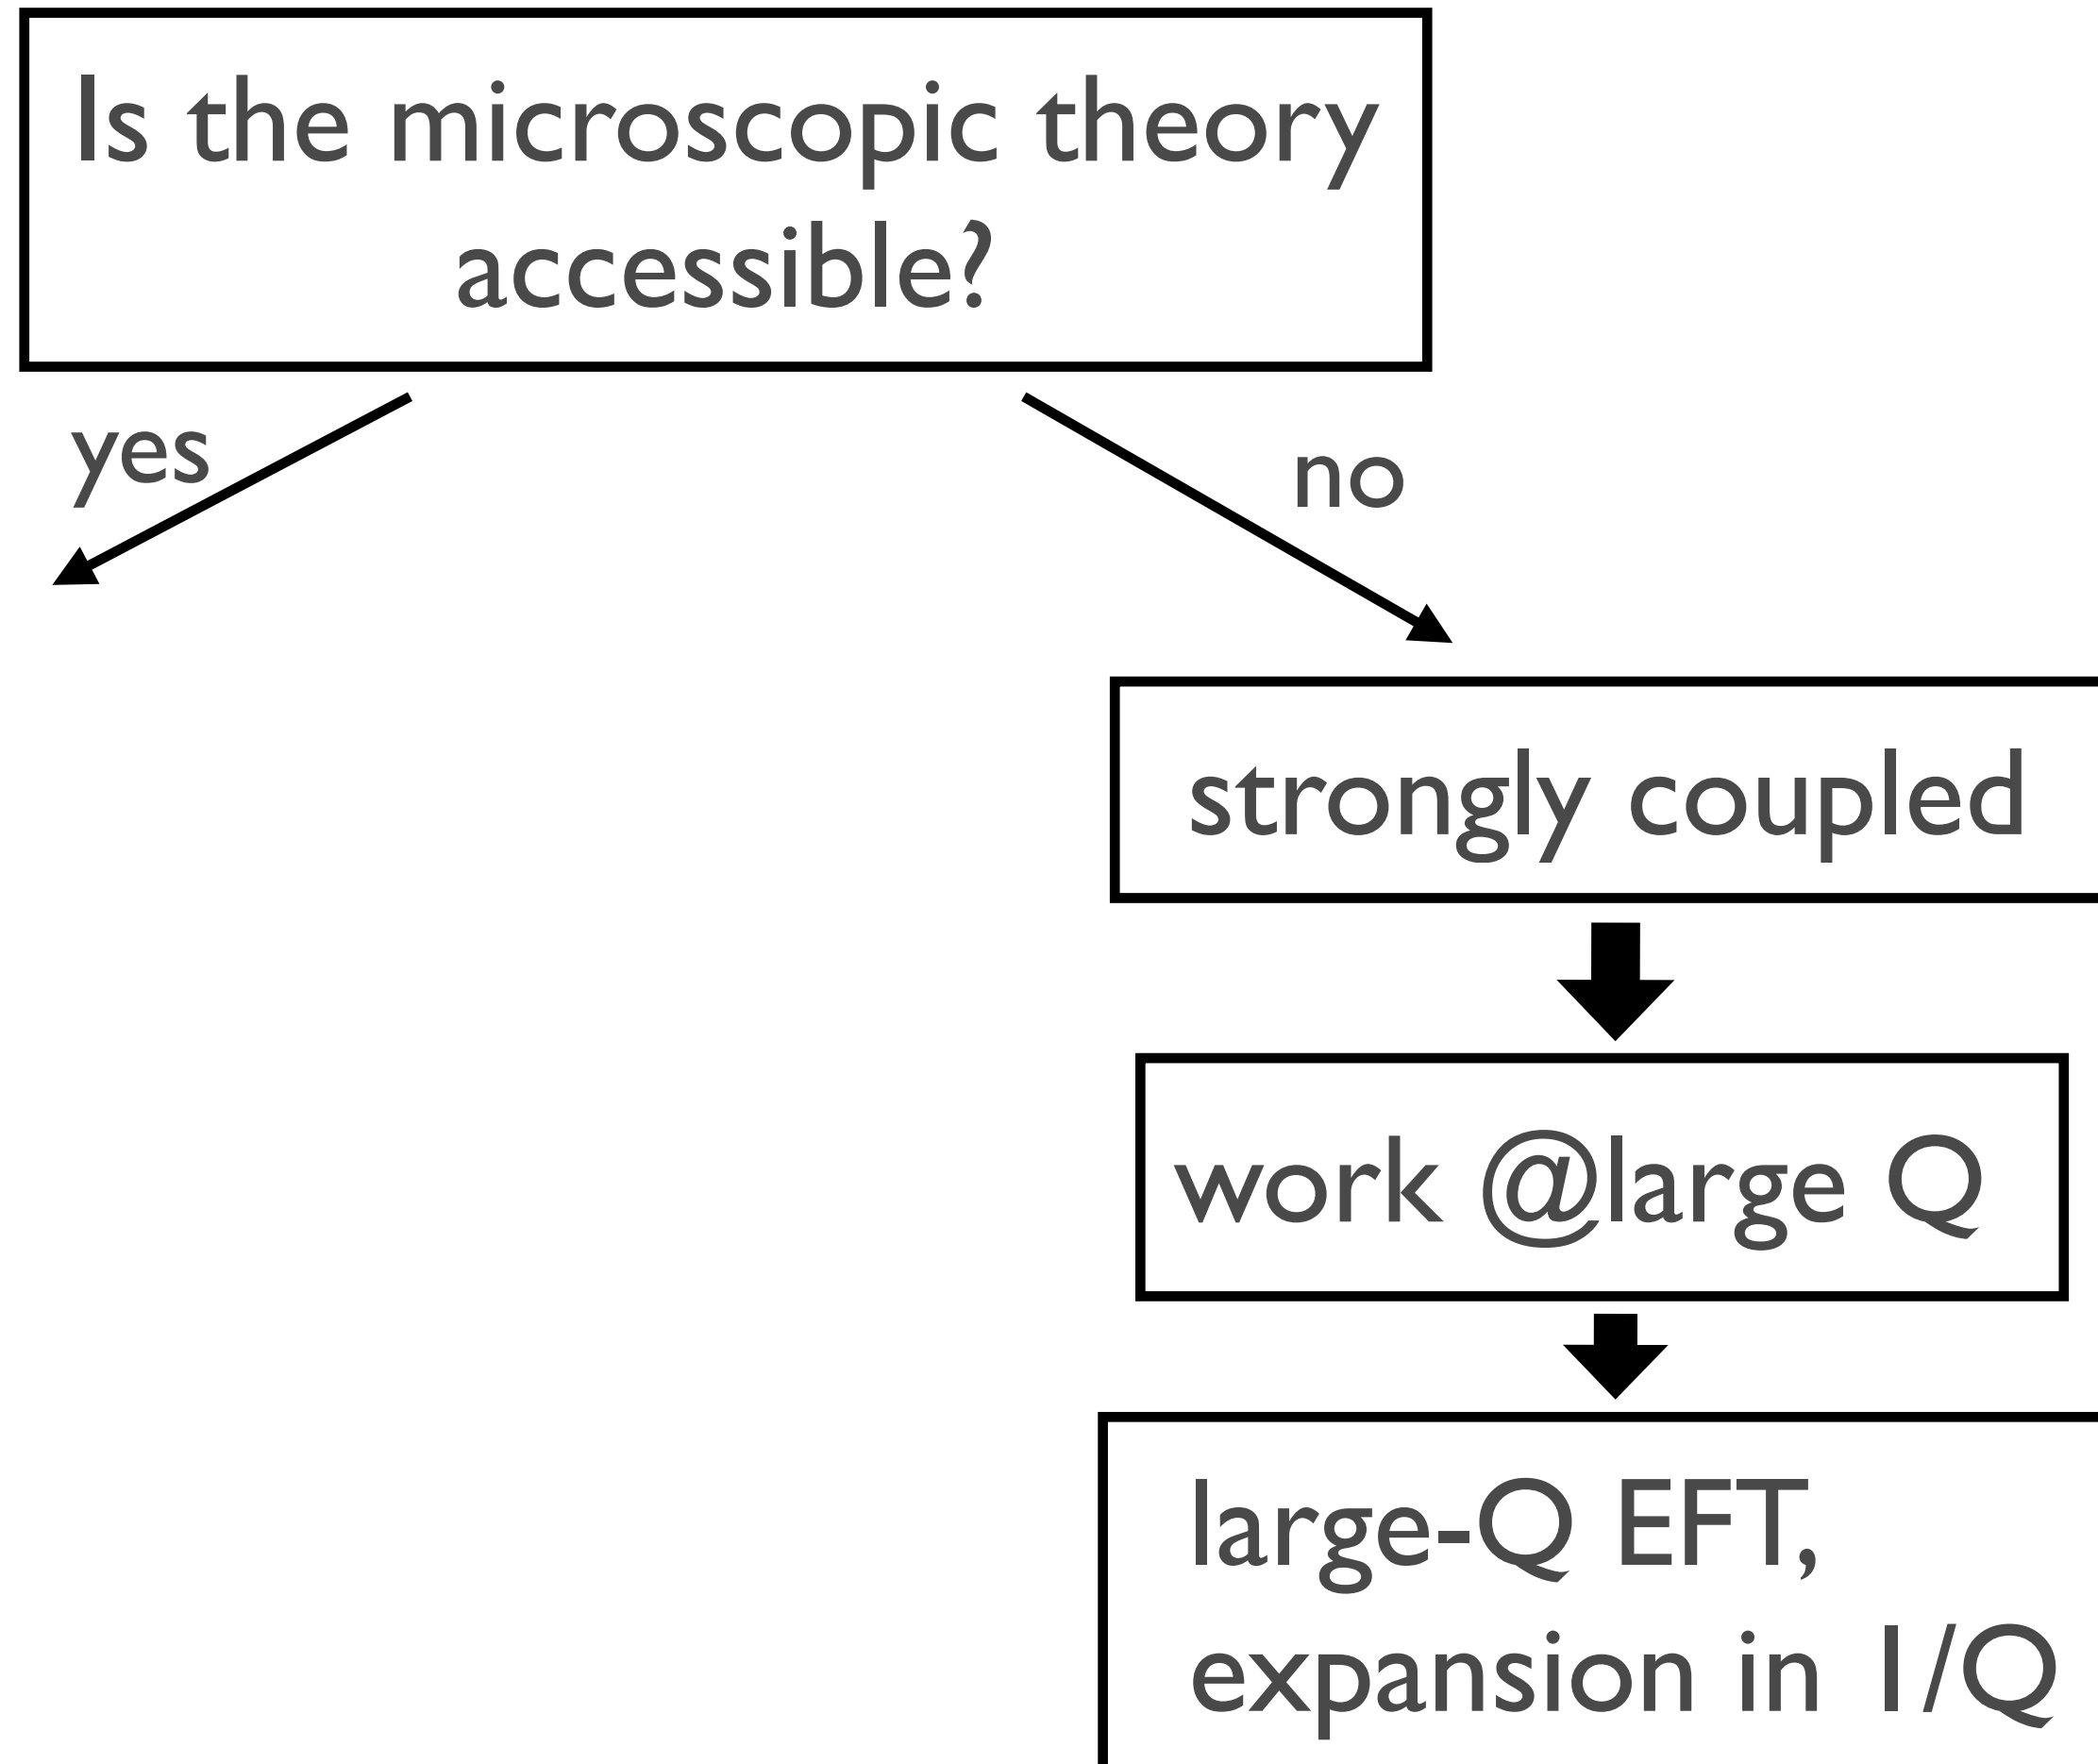 Is the microscopic theory
accessible?
yes
no
strongly coupled
work @large Q
large-Q EFT,
expansion in 1/Q